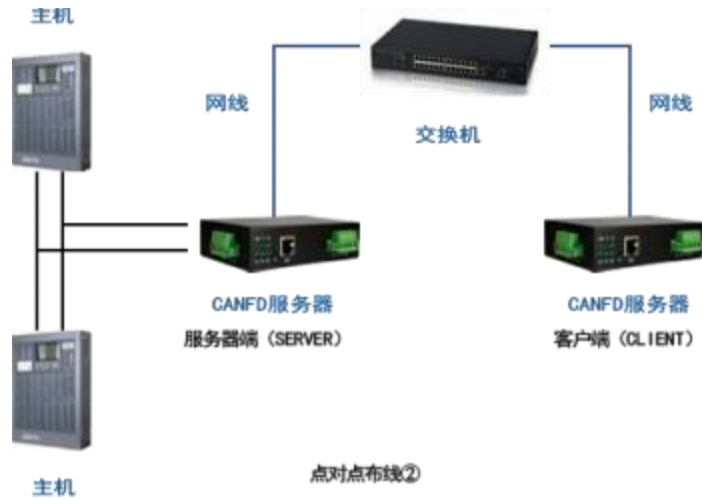 主机
网线
交换机
网线
CANFD服务器
服务器端（SERVER）
CANFD服务器
客户端（CLIENT）
主机
点对点布线②